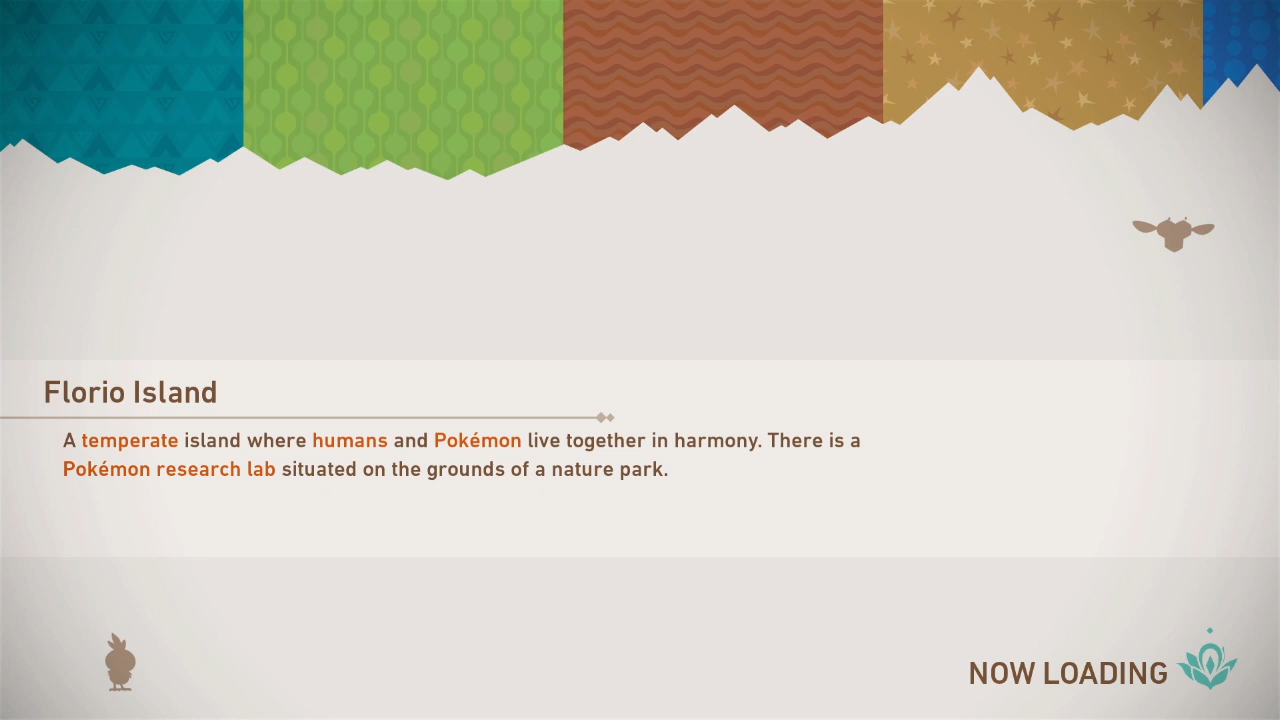 Florio Island
A temperate island where humans and Pokémon live together in harmony. There is a
Pokémon research lab situated on the grounds of a nature park.
NOW LOADING